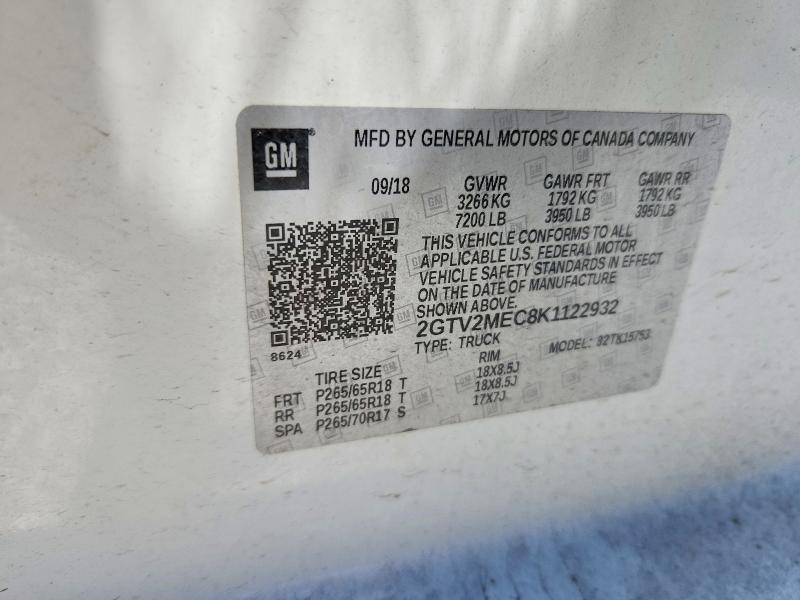 GM
MFD BY GENERAL MOTORS OF CANADA COMPANY
09/18 GVWR GAWR FRT GAWR RR
3266 KG 1792 KG 1792 KG
7200 LB 3950 LB 3950 LB
THIS VEHICLE CONFORMS TO ALL
APPLICABLE U.S. FEDERAL MOTOR
VEHICLE SAFETY STANDARDS IN EFFECT
ON THE DATE OF MANUFACTURE
SHOWN ABOVE.
2GTV2MEC8K1122932
TYPE: TRUCK MODEL:
8624
TIRE SIZE RIM
FRT P265/65R18 T 18X8.5J
RR P265/65R18 T 18X8.5J
SPA P265/70R17 S 17X7J